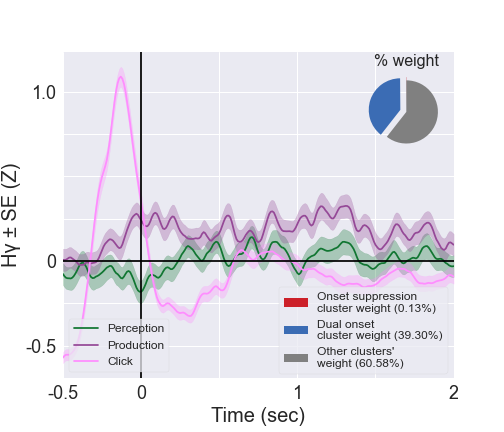 % weight
1.0
0
-0.5
Hγ ± SE (Z)
Perception
Production
Click
Onset suppression
cluster weight (0.13%)
Dual onset
cluster weight (39.30%)
Other clusters'
weight (60.58%)
-0.5 0 1 2
Time (sec)